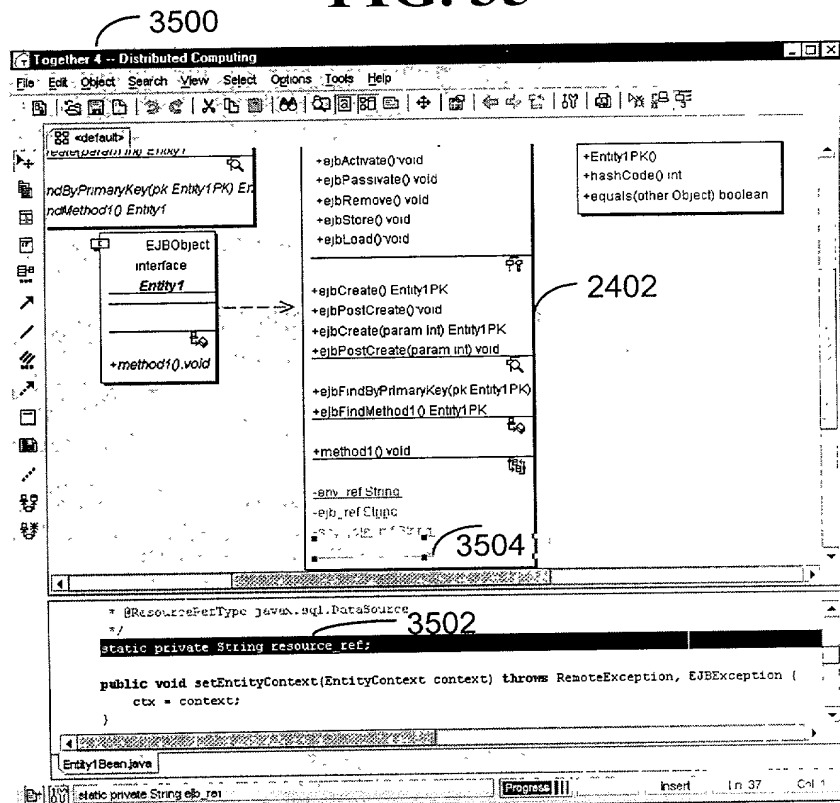 3500
Together 4 -- Distributed Computing
File Edit Object Search View Select Options Tools Help
<default>
Entity1
ndByPrimaryKey(pk Entity1PK) En
ndMethod1() Entity1
EJBObject
interface
Entity1
+method1().void
+ejbActivate() void
+ejbPassivate() void
+ejbRemove() void
+ejbStore() void
+ejbLoad() void
+ejbCreate() Entity1PK
+ejbPostCreate() void
+ejbCreate(param int) Entity1PK
+ejbPostCreate(param int) void
+ejbFindByPrimaryKey(pk Entity1PK)
+ejbFindMethod1() Entity1PK
+method1() void
-env_ref String
-ejb_ref String
3504
+Entity1PK()
+hashCode() int
+equals(other Object) boolean
2402
* @ResourceRefType javax.sql.DataSource
*/
3502
static private String resource_ref;
public void setEntityContext(EntityContext context) throws RemoteException, EJBException {
ctx = context;
}
Entity1Bean.java
static private String ejb_ref
Progress
Insert
Ln 37
Col 1